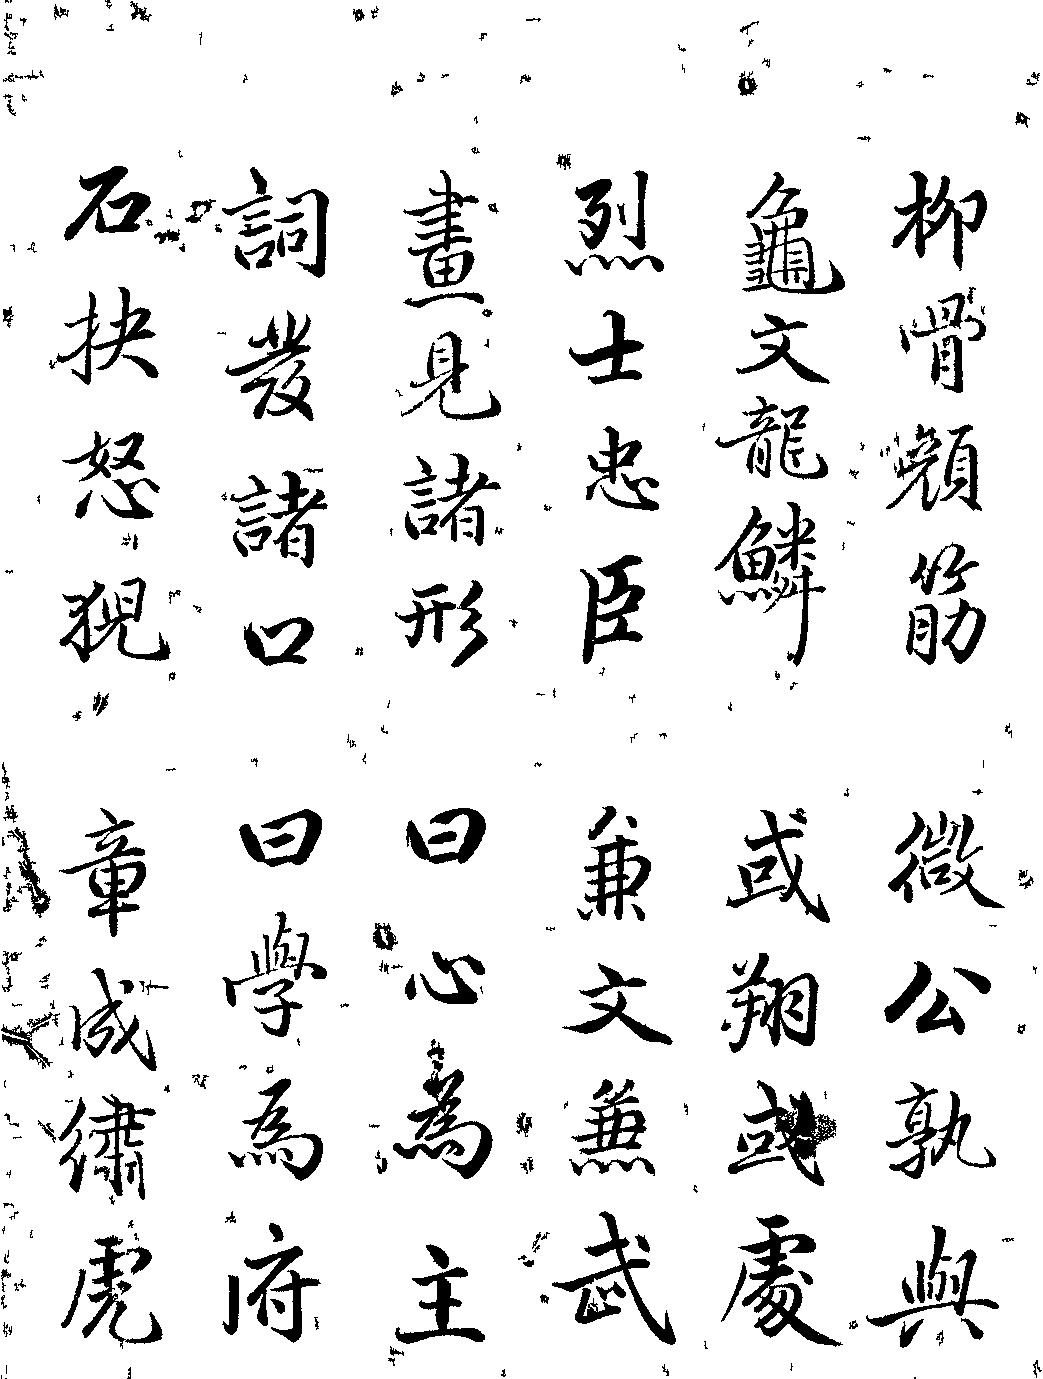 柳骨顏筋微公孰與
龜文龍鱗或翔或處
烈士忠臣兼文兼武
畫見諸形曰心為主
詞發諸口曰學為府
石抉怒猊章成繡虎